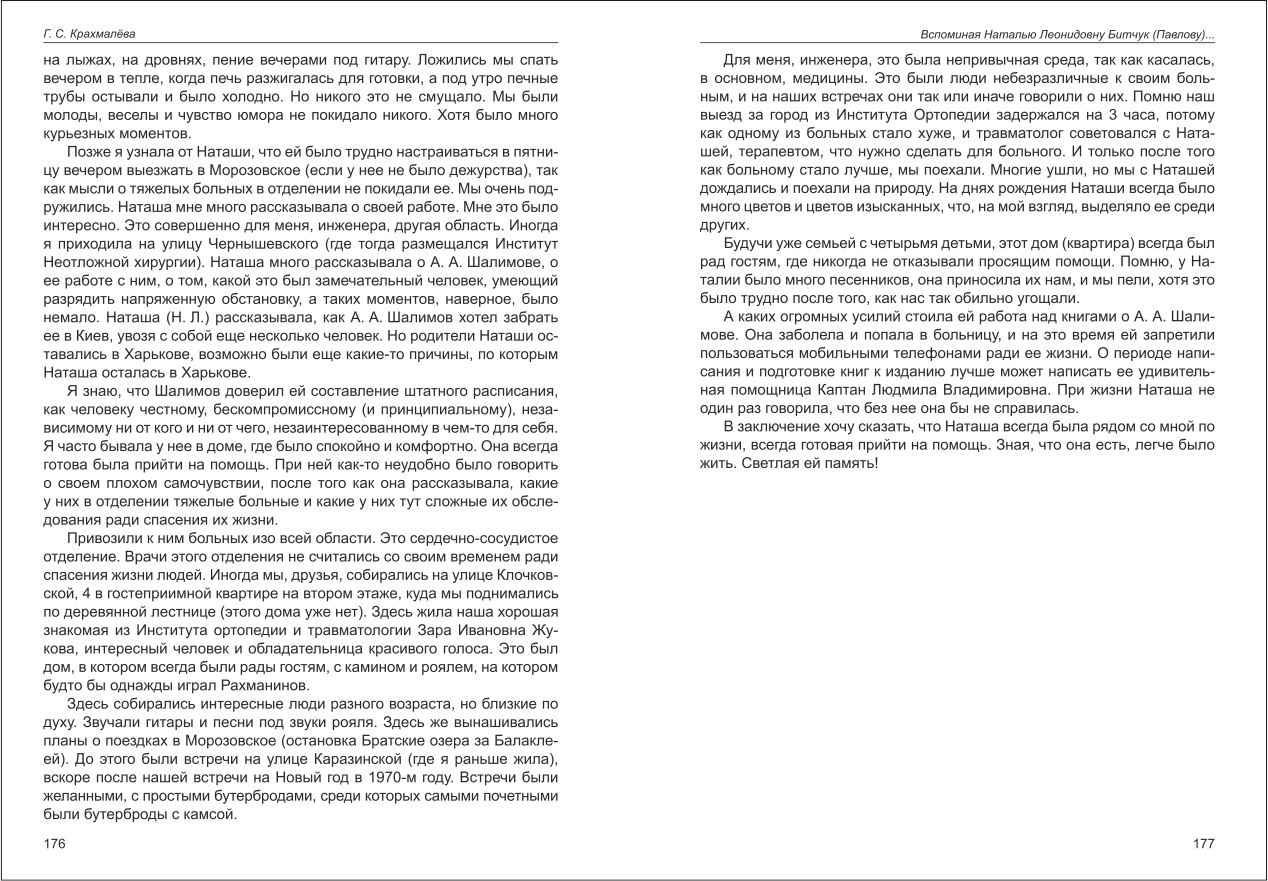 Г. С. Крахмалёва
на лыжах, на дровнях, пение вечерами под гитару. Ложились мы спать
вечером в тепле, когда печь разжигалась для готовки, а под утро печные
трубы остывали и было холодно. Но никого это не смущало. Мы были
молоды, веселы и чувство юмора не покидало никого. Хотя было много
курьезных моментов.
Позже я узнала от Наташи, что ей было трудно настраиваться в пятни-
цу вечером выезжать в Морозовское (если у нее не было дежурства), так
как мысли о тяжелых больных в отделении не покидали ее. Мы очень под-
ружились. Наташа мне много рассказывала о своей работе. Мне это было
интересно. Это совершенно для меня, инженера, другая область. Иногда
я приходила на улицу Чернышевского (где тогда размещался Институт
Неотложной хирургии). Наташа много рассказывала о А. А. Шалимове, о
ее работе с ним, о том, какой это был замечательный человек, умеющий
разрядить напряженную обстановку, а таких моментов, наверное, было
немало. Наташа (Н. Л.) рассказывала, как А. А. Шалимов хотел забрать
ее в Киев, увозя с собой еще несколько человек. Но родители Наташи ос-
тавались в Харькове, возможно были еще какие-то причины, по которым
Наташа осталась в Харькове.
Я знаю, что Шалимов доверил ей составление штатного расписания,
как человеку честному, бескомпромиссному (и принципиальному), неза-
висимому ни от кого и ни от чего, незаинтересованному в чем-то для себя.
Я часто бывала у нее в доме, где было спокойно и комфортно. Она всегда
готова была прийти на помощь. При ней как-то неудобно было говорить
о своем плохом самочувствии, после того как она рассказывала, какие
у них в отделении тяжелые больные и какие у них тут сложные их обсле-
дования ради спасения их жизни.
Привозили к ним больных изо всей области. Это сердечно-сосудистое
отделение. Врачи этого отделения не считались со своим временем ради
спасения жизни людей. Иногда мы, друзья, собирались на улице Клочков-
ской, 4 в гостеприимной квартире на втором этаже, куда мы поднимались
по деревянной лестнице (этого дома уже нет). Здесь жила наша хорошая
знакомая из Института ортопедии и травматологии Зара Ивановна Жу-
кова, интересный человек и обладательница красивого голоса. Это был
дом, в котором всегда были рады гостям, с камином и роялем, на котором
будто бы однажды играл Рахманинов.
Здесь собирались интересные люди разного возраста, но близкие по
духу. Звучали гитары и песни под звуки рояля. Здесь же вынашивались
планы о поездках в Морозовское (остановка Братские озера за Балакле-
ей). До этого были встречи на улице Каразинской (где я раньше жила),
вскоре после нашей встречи на Новый год в 1970-м году. Встречи были
желанными, с простыми бутербродами, среди которых самыми почетными
были бутерброды с камсой.
176
Вспоминая Наталью Леонидовну Битчук (Павлову)...
Для меня, инженера, это была непривычная среда, так как касалась,
в основном, медицины. Это были люди небезразличные к своим боль-
ным, и на наших встречах они так или иначе говорили о них. Помню наш
выезд за город из Института Ортопедии задержался на 3 часа, потому
как одному из больных стало хуже, и травматолог советовался с Ната-
шей, терапевтом, что нужно сделать для больного. И только после того
как больному стало лучше, мы поехали. Многие ушли, но мы с Наташей
дождались и поехали на природу. На днях рождения Наташи всегда было
много цветов и цветов изысканных, что, на мой взгляд, выделяло ее среди
других.
Будучи уже семьей с четырьмя детьми, этот дом (квартира) всегда был
рад гостям, где никогда не отказывали просящим помощи. Помню, у На-
талии было много песенников, она приносила их нам, и мы пели, хотя это
было трудно после того, как нас так обильно угощали.
А каких огромных усилий стоила ей работа над книгами о А. А. Шали-
мове. Она заболела и попала в больницу, и на это время ей запретили
пользоваться мобильными телефонами ради ее жизни. О периоде напи-
сания и подготовке книг к изданию лучше может написать ее удивитель-
ная помощница Каптан Людмила Владимировна. При жизни Наташа не
один раз говорила, что без нее она бы не справилась.
В заключение хочу сказать, что Наташа всегда была рядом со мной по
жизни, всегда готовая прийти на помощь. Зная, что она есть, легче было
жить. Светлая ей память!
177